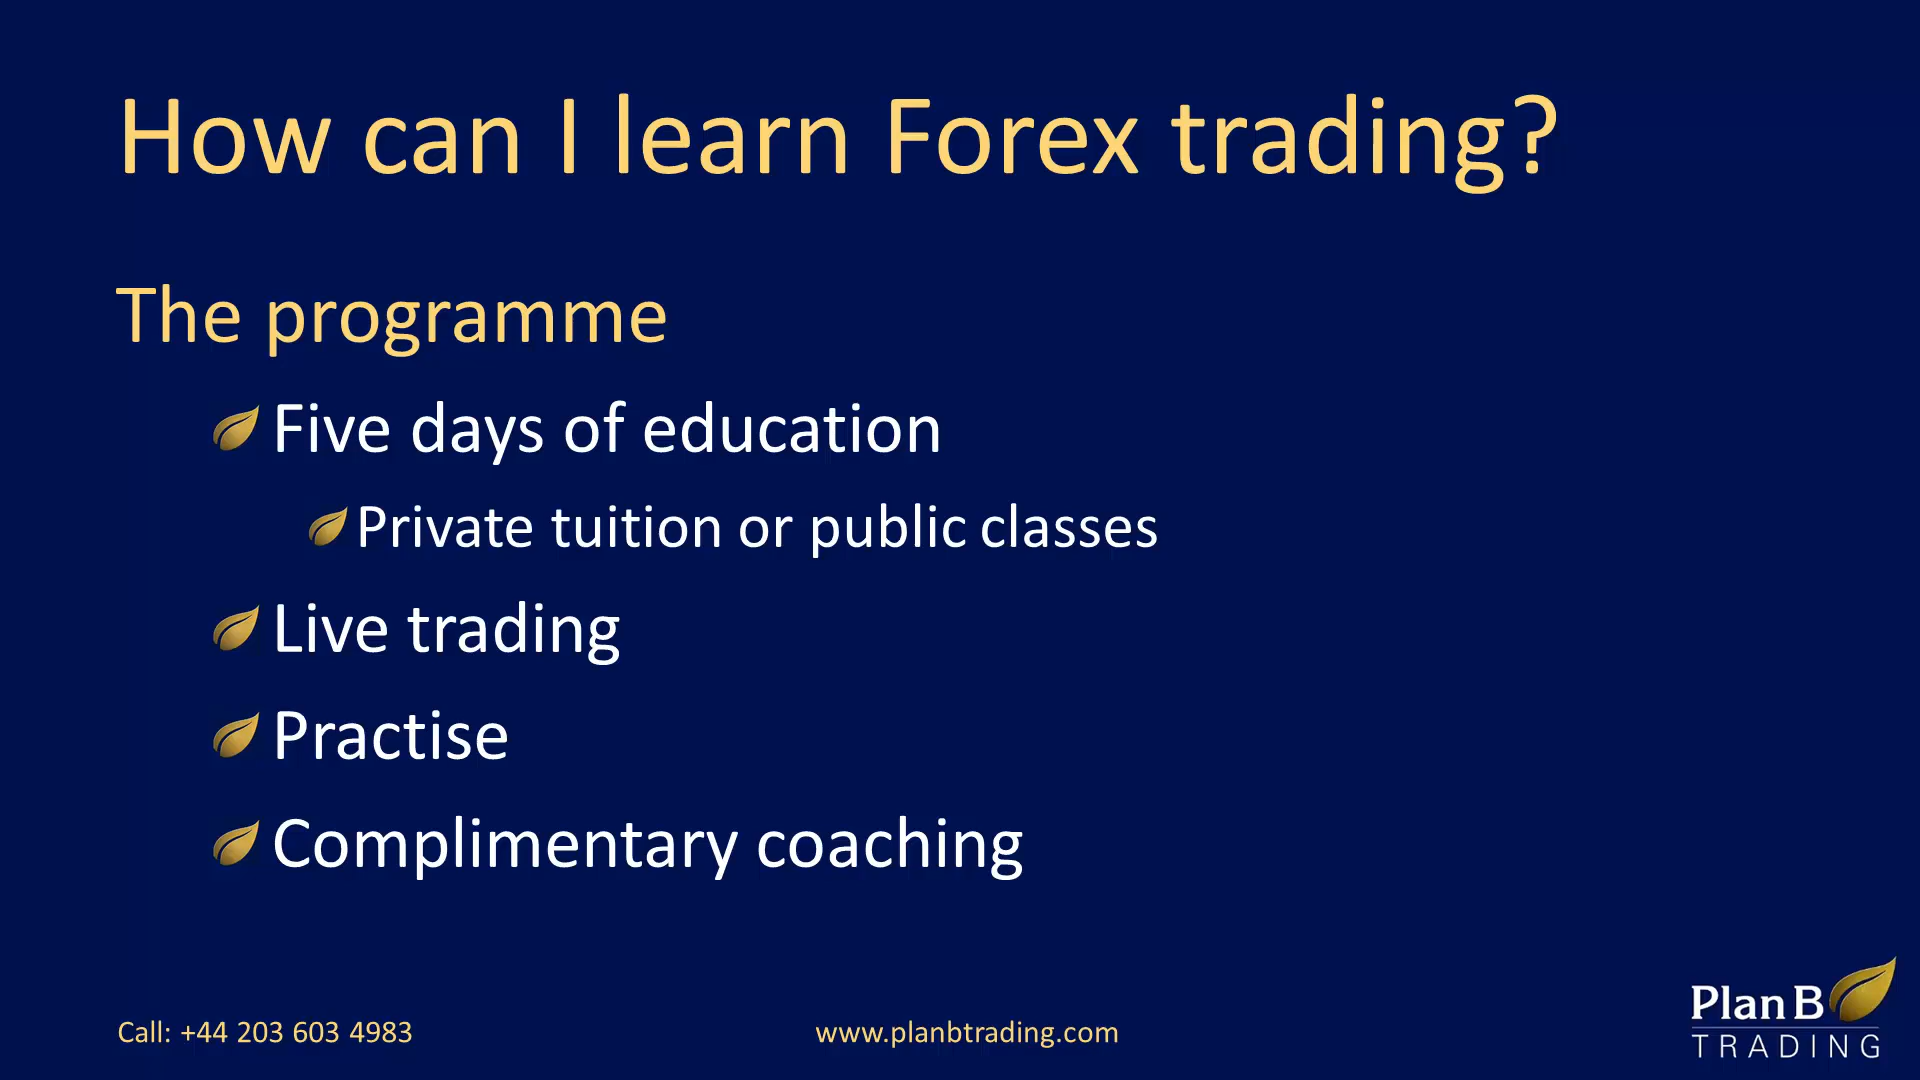 How can I learn Forex trading?
The programme
Five days of education
Private tuition or public classes
Live trading
Practise
Complimentary coaching
Call: +44 203 603 4983
www.planbtrading.com
Plan B
TRADING